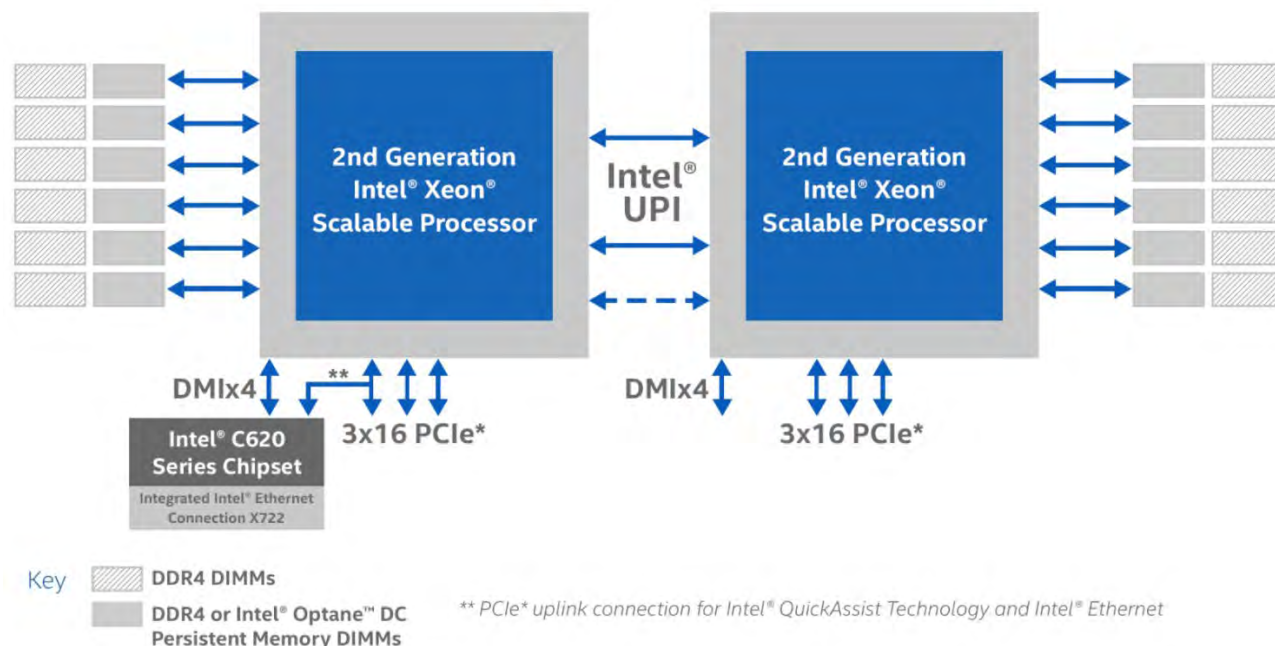 2nd Generation
Intel® Xeon®
Scalable Processor
Intel®
UPI
2nd Generation
Intel® Xeon®
Scalable Processor
DMIx4
**
3x16 PCIe*
DMIx4
3x16 PCIe*
Intel® C620
Series Chipset
Integrated Intel® Ethernet
Connection X722
Key
DDR4 DIMMs
DDR4 or Intel® Optane™ DC
Persistent Memory DIMMs
** PCIe* uplink connection for Intel® QuickAssist Technology and Intel® Ethernet